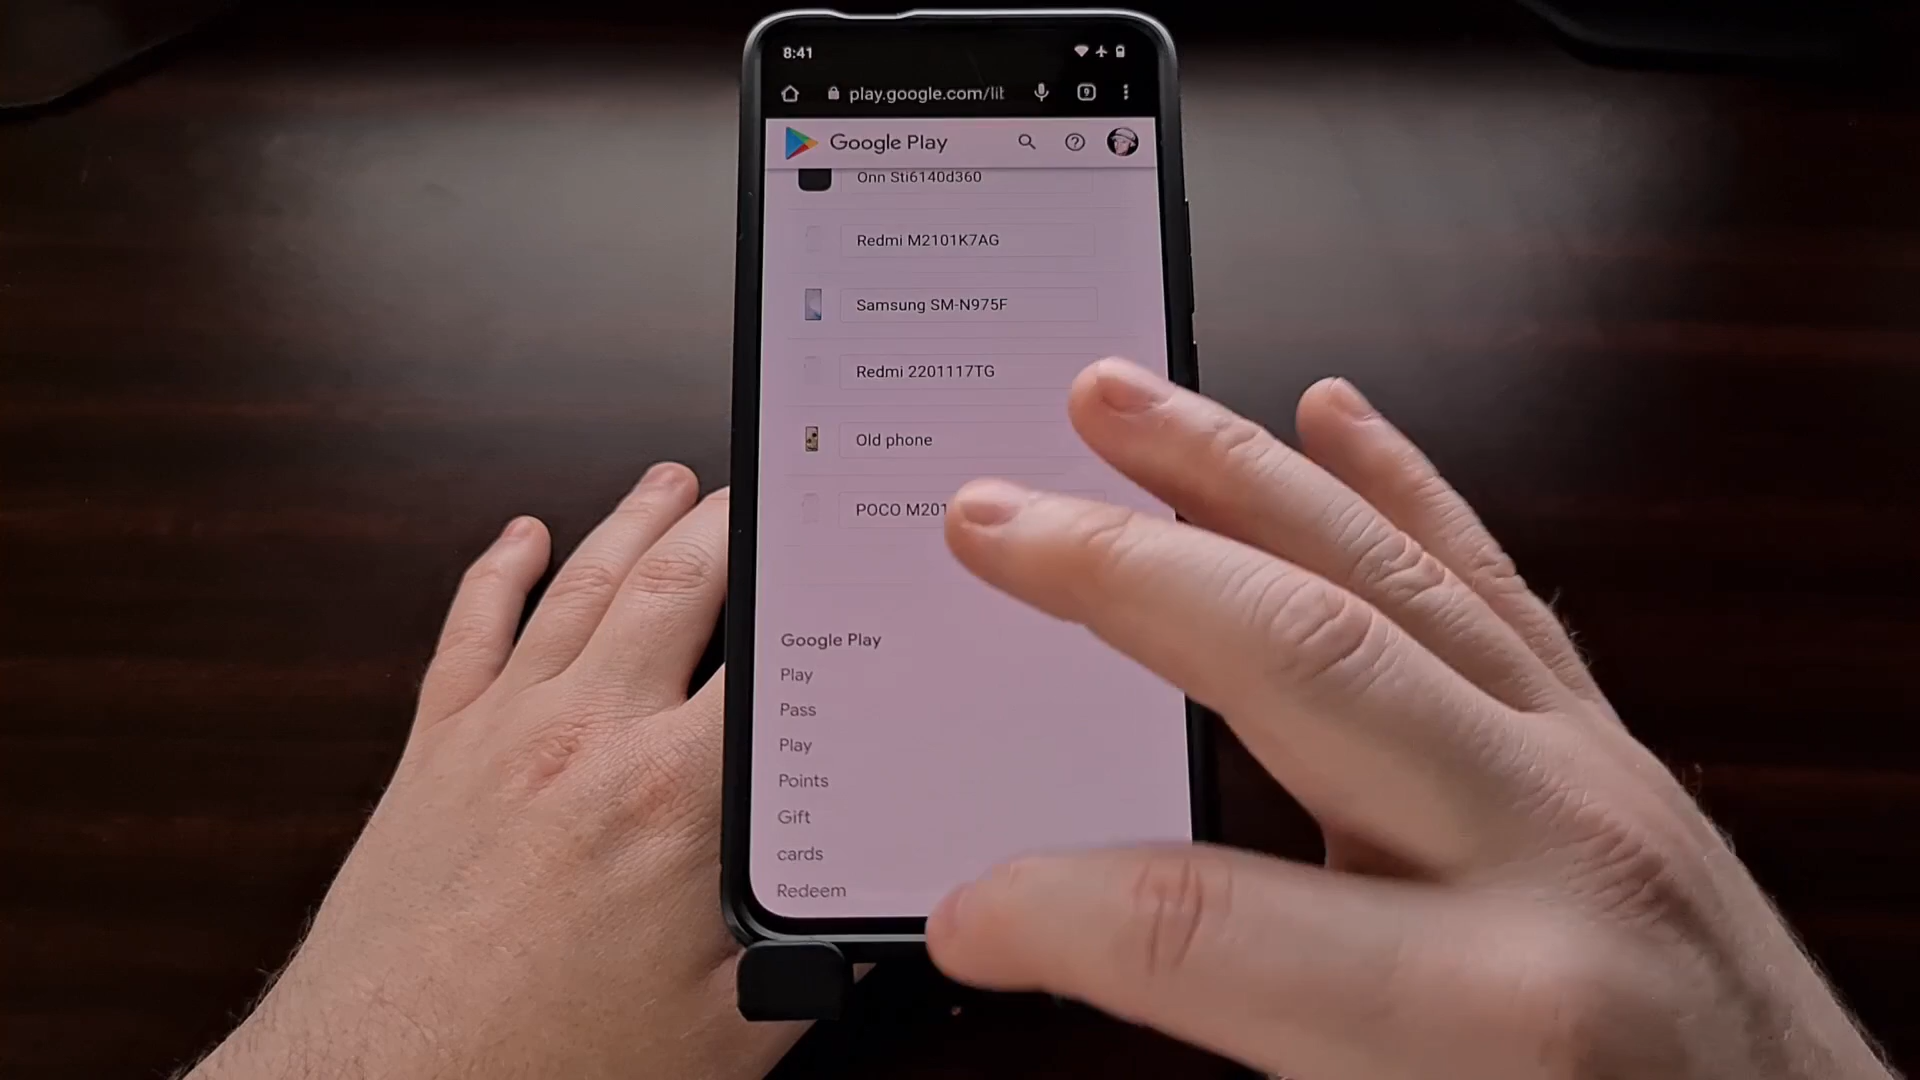 8:41
play.google.com/lit
9
Google Play
Onn Sti6140d360
Redmi M2101K7AG
Samsung SM-N975F
Redmi 2201117TG
Old phone
POCO M201
Google Play
Play
Pass
Play
Points
Gift
cards
Redeem